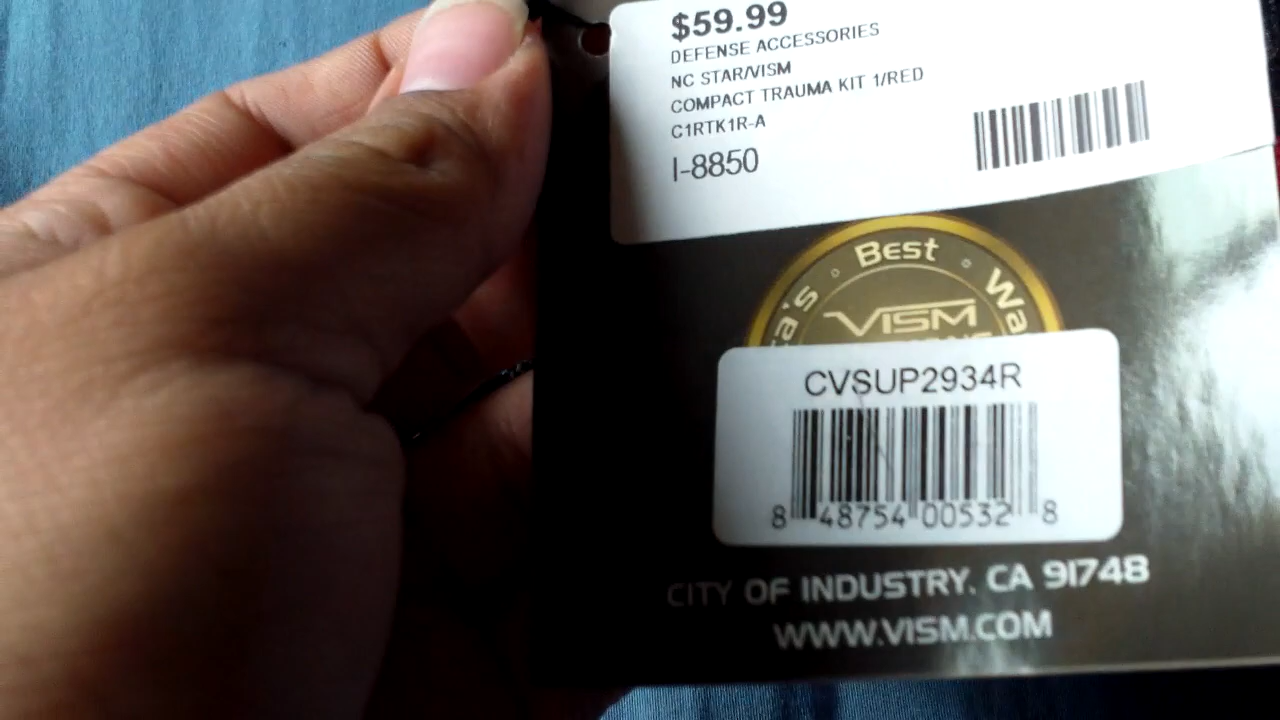 $59.99
DEFENSE ACCESSORIES
NC STAR/VISM
COMPACT TRAUMA KIT 1/RED
C1RTK1R-A
I-8850
Best
VISM
CVSUP2934R
8 48754 00532 8
CITY OF INDUSTRY, CA 91748
WWW.VISM.COM